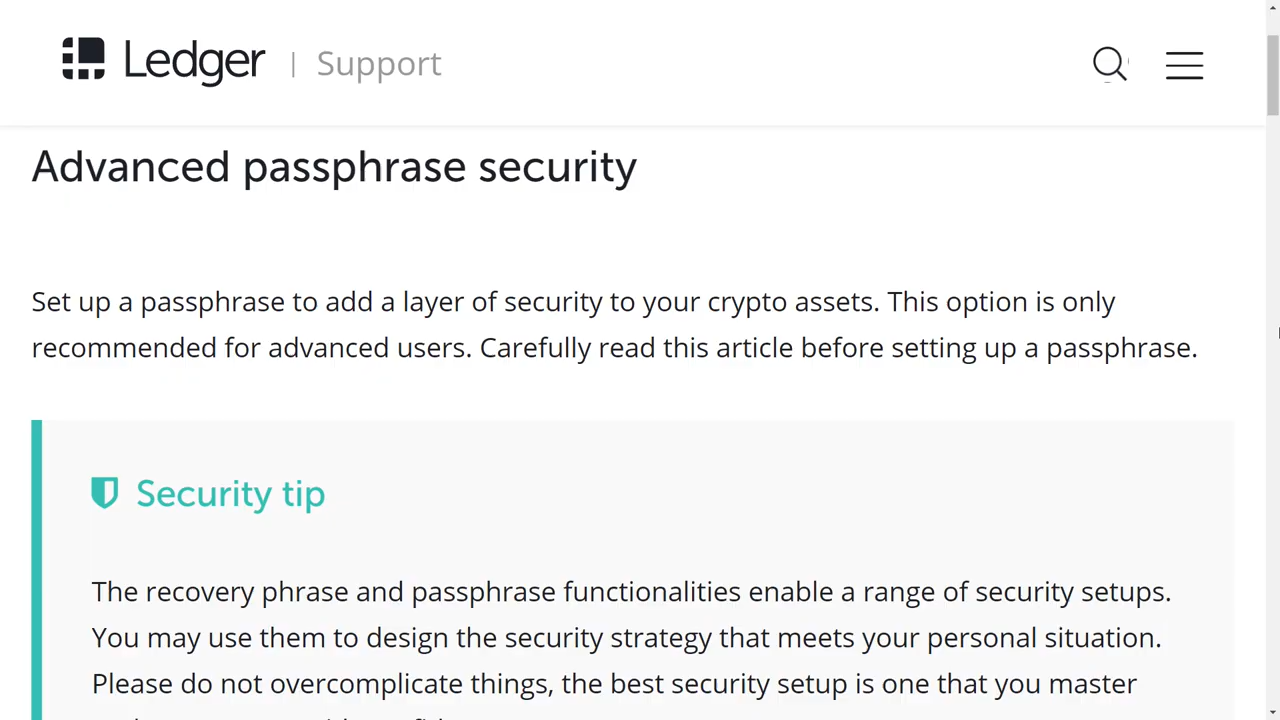 Ledger | Support
Advanced passphrase security
Set up a passphrase to add a layer of security to your crypto assets. This option is only
recommended for advanced users. Carefully read this article before setting up a passphrase.
Security tip
The recovery phrase and passphrase functionalities enable a range of security setups.
You may use them to design the security strategy that meets your personal situation.
Please do not overcomplicate things, the best security setup is one that you master